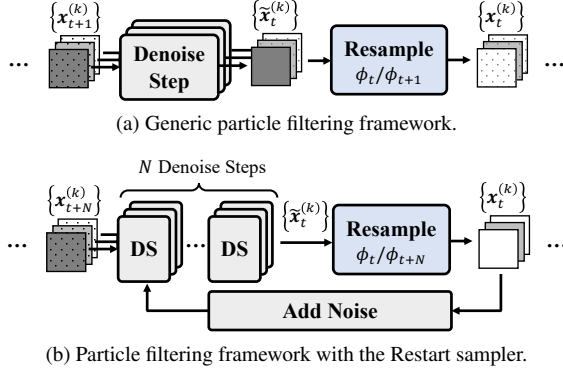 {𝒙_{t+1}^{(k)}} {𝒙̃_t^{(k)}} {𝒙_t^{(k)}}
... Denoise Step Resample ϕ_t/ϕ_{t+1} ...
(a) Generic particle filtering framework.
N Denoise Steps
{𝒙_{t+N}^{(k)}} {𝒙̃_t^{(k)}} {𝒙_t^{(k)}}
... DS ... DS Resample ϕ_t/ϕ_{t+N} ...
Add Noise
(b) Particle filtering framework with the Restart sampler.